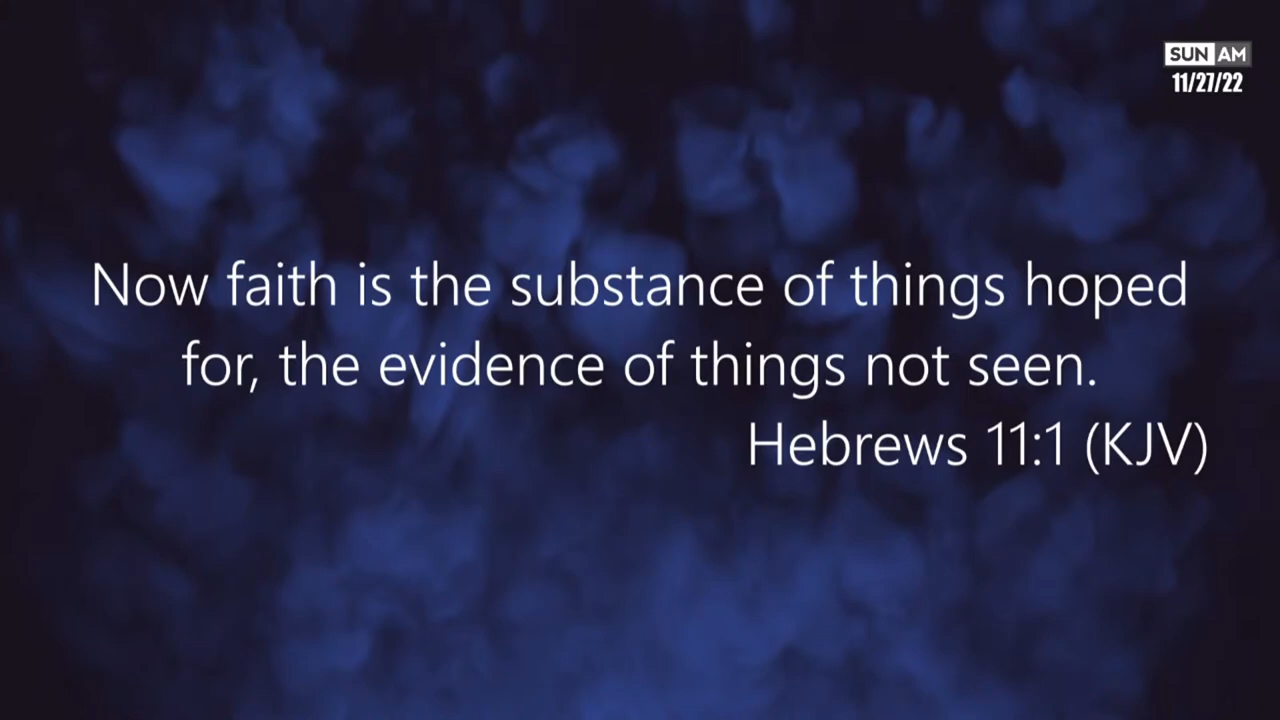 SUN AM
11/27/22
Now faith is the substance of things hoped
for, the evidence of things not seen.
Hebrews 11:1 (KJV)